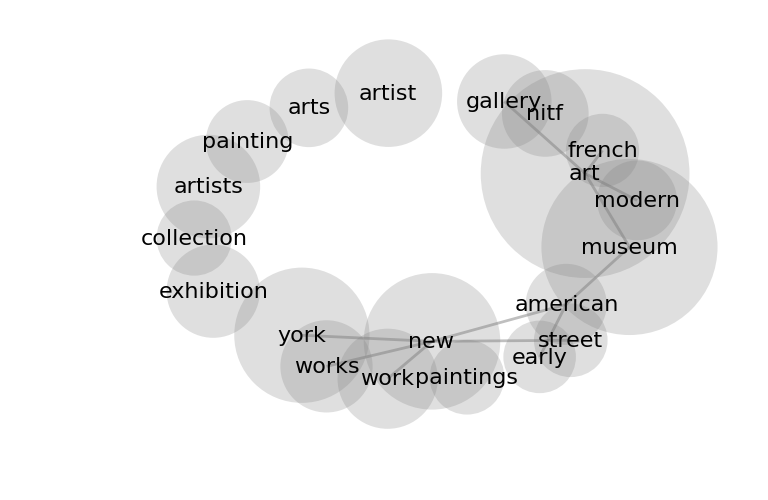 artist
gallery
arts
nitf
painting
french
art
artists
modern
collection
museum
exhibition
american
york
new
street
early
works
work
paintings